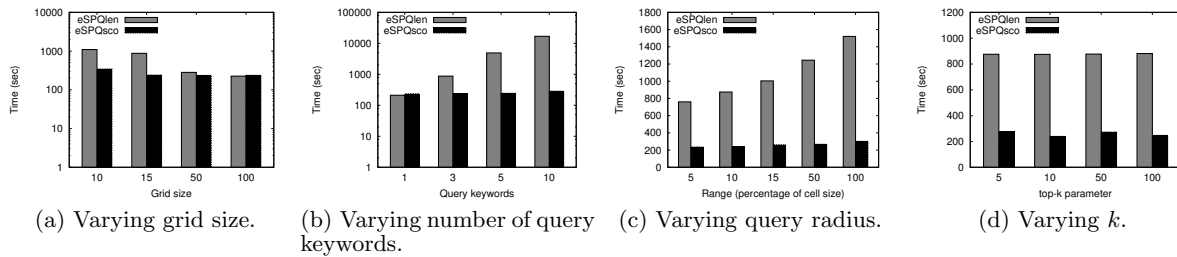 10000
1000
100
10
1
Time (sec)
eSPQlen
eSPQsco
10 15 50 100
Grid size
(a) Varying grid size.
100000
10000
1000
100
10
1
Time (sec)
eSPQlen
eSPQsco
1 3 5 10
Query keywords
(b) Varying number of query
keywords.
1800
1600
1400
1200
1000
800
600
400
200
0
Time (sec)
eSPQlen
eSPQsco
5 10 15 50 100
Range (percentage of cell size)
(c) Varying query radius.
1200
1000
800
600
400
200
0
Time (sec)
eSPQlen
eSPQsco
5 10 50 100
top-k parameter
(d) Varying k.